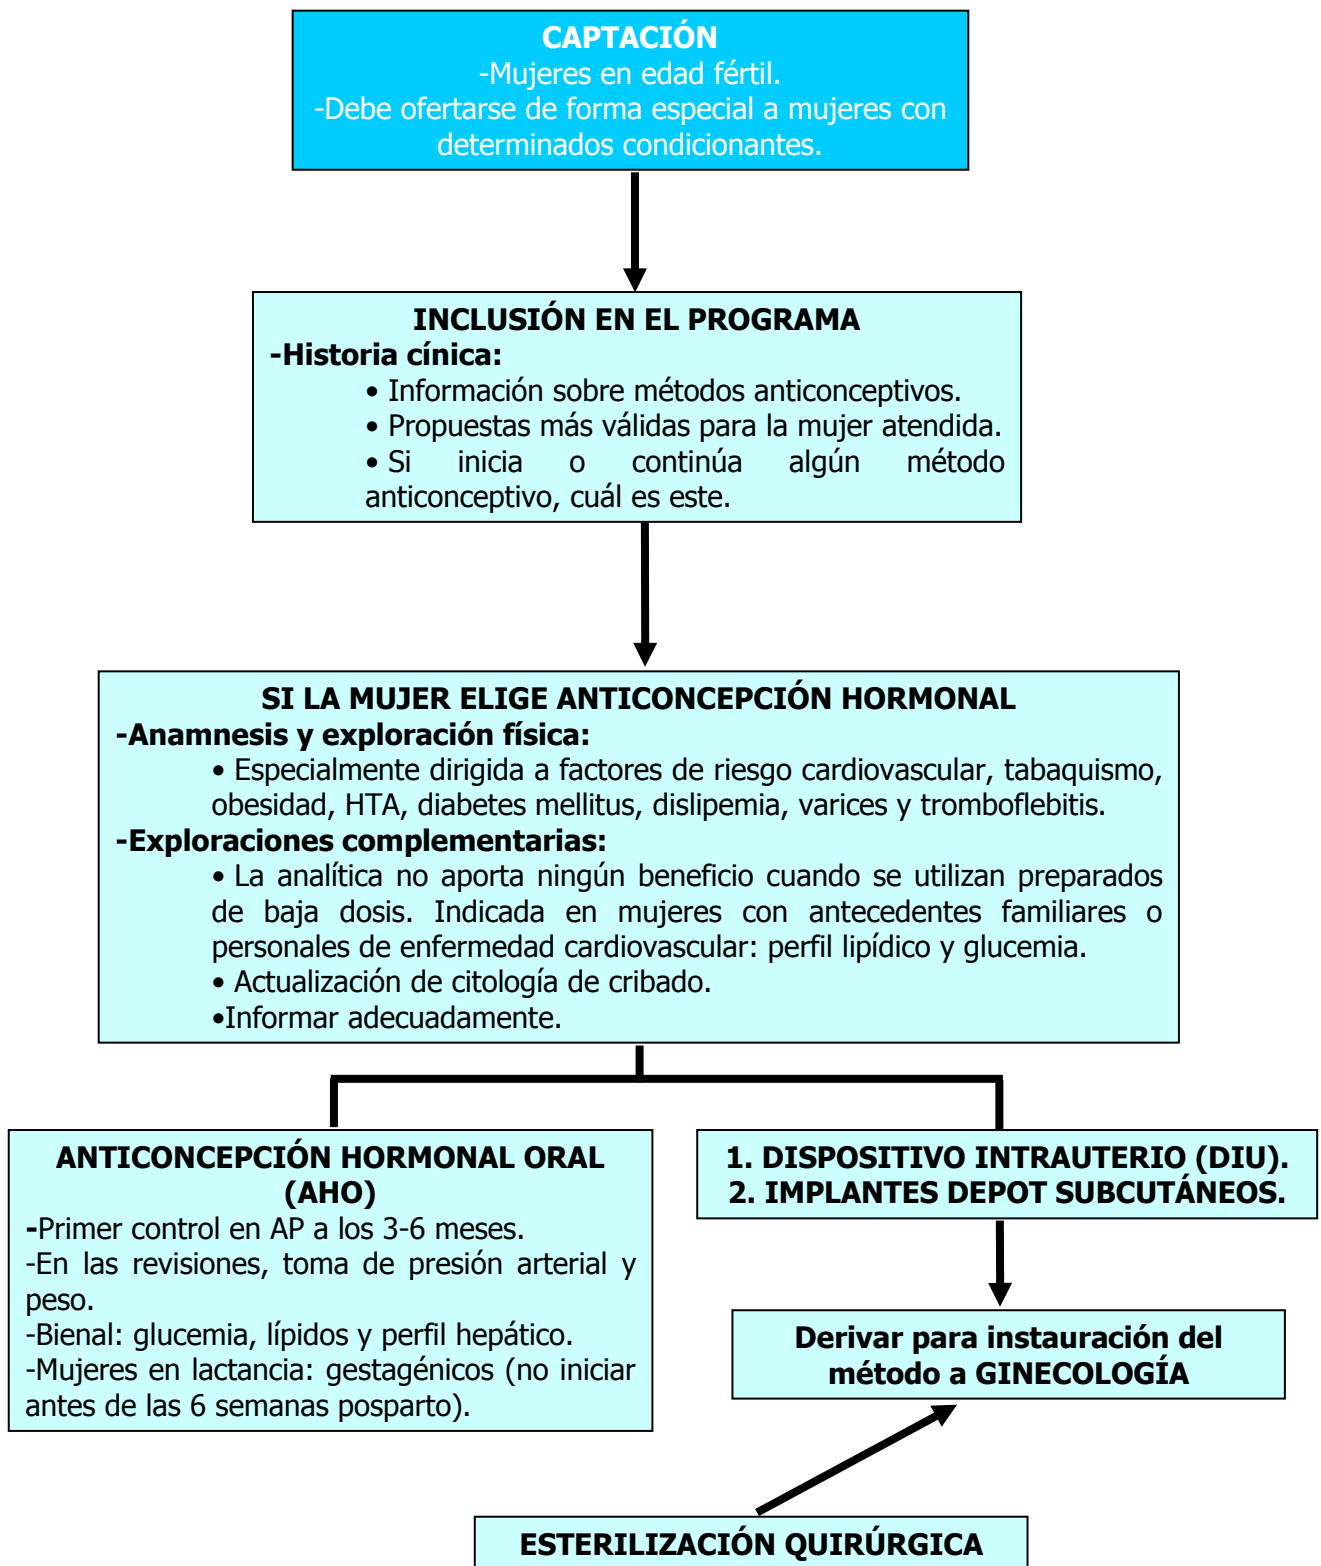 CAPTACIÓN
-Mujeres en edad fértil.
-Debe ofertarse de forma especial a mujeres con
determinados condicionantes.
INCLUSIÓN EN EL PROGRAMA
-Historia cínica:
• Información sobre métodos anticonceptivos.
• Propuestas más válidas para la mujer atendida.
• Si inicia o continúa algún método
anticonceptivo, cuál es este.
SI LA MUJER ELIGE ANTICONCEPCIÓN HORMONAL
-Anamnesis y exploración física:
• Especialmente dirigida a factores de riesgo cardiovascular, tabaquismo,
obesidad, HTA, diabetes mellitus, dislipemia, varices y tromboflebitis.
-Exploraciones complementarias:
• La analítica no aporta ningún beneficio cuando se utilizan preparados
de baja dosis. Indicada en mujeres con antecedentes familiares o
personales de enfermedad cardiovascular: perfil lipídico y glucemia.
• Actualización de citología de cribado.
•Informar adecuadamente.
ANTICONCEPCIÓN HORMONAL ORAL
(AHO)
-Primer control en AP a los 3-6 meses.
-En las revisiones, toma de presión arterial y
peso.
-Bienal: glucemia, lípidos y perfil hepático.
-Mujeres en lactancia: gestagénicos (no iniciar
antes de las 6 semanas posparto).
1. DISPOSITIVO INTRAUTERIO (DIU).
2. IMPLANTES DEPOT SUBCUTÁNEOS.
Derivar para instauración del
método a GINECOLOGÍA
ESTERILIZACIÓN QUIRÚRGICA